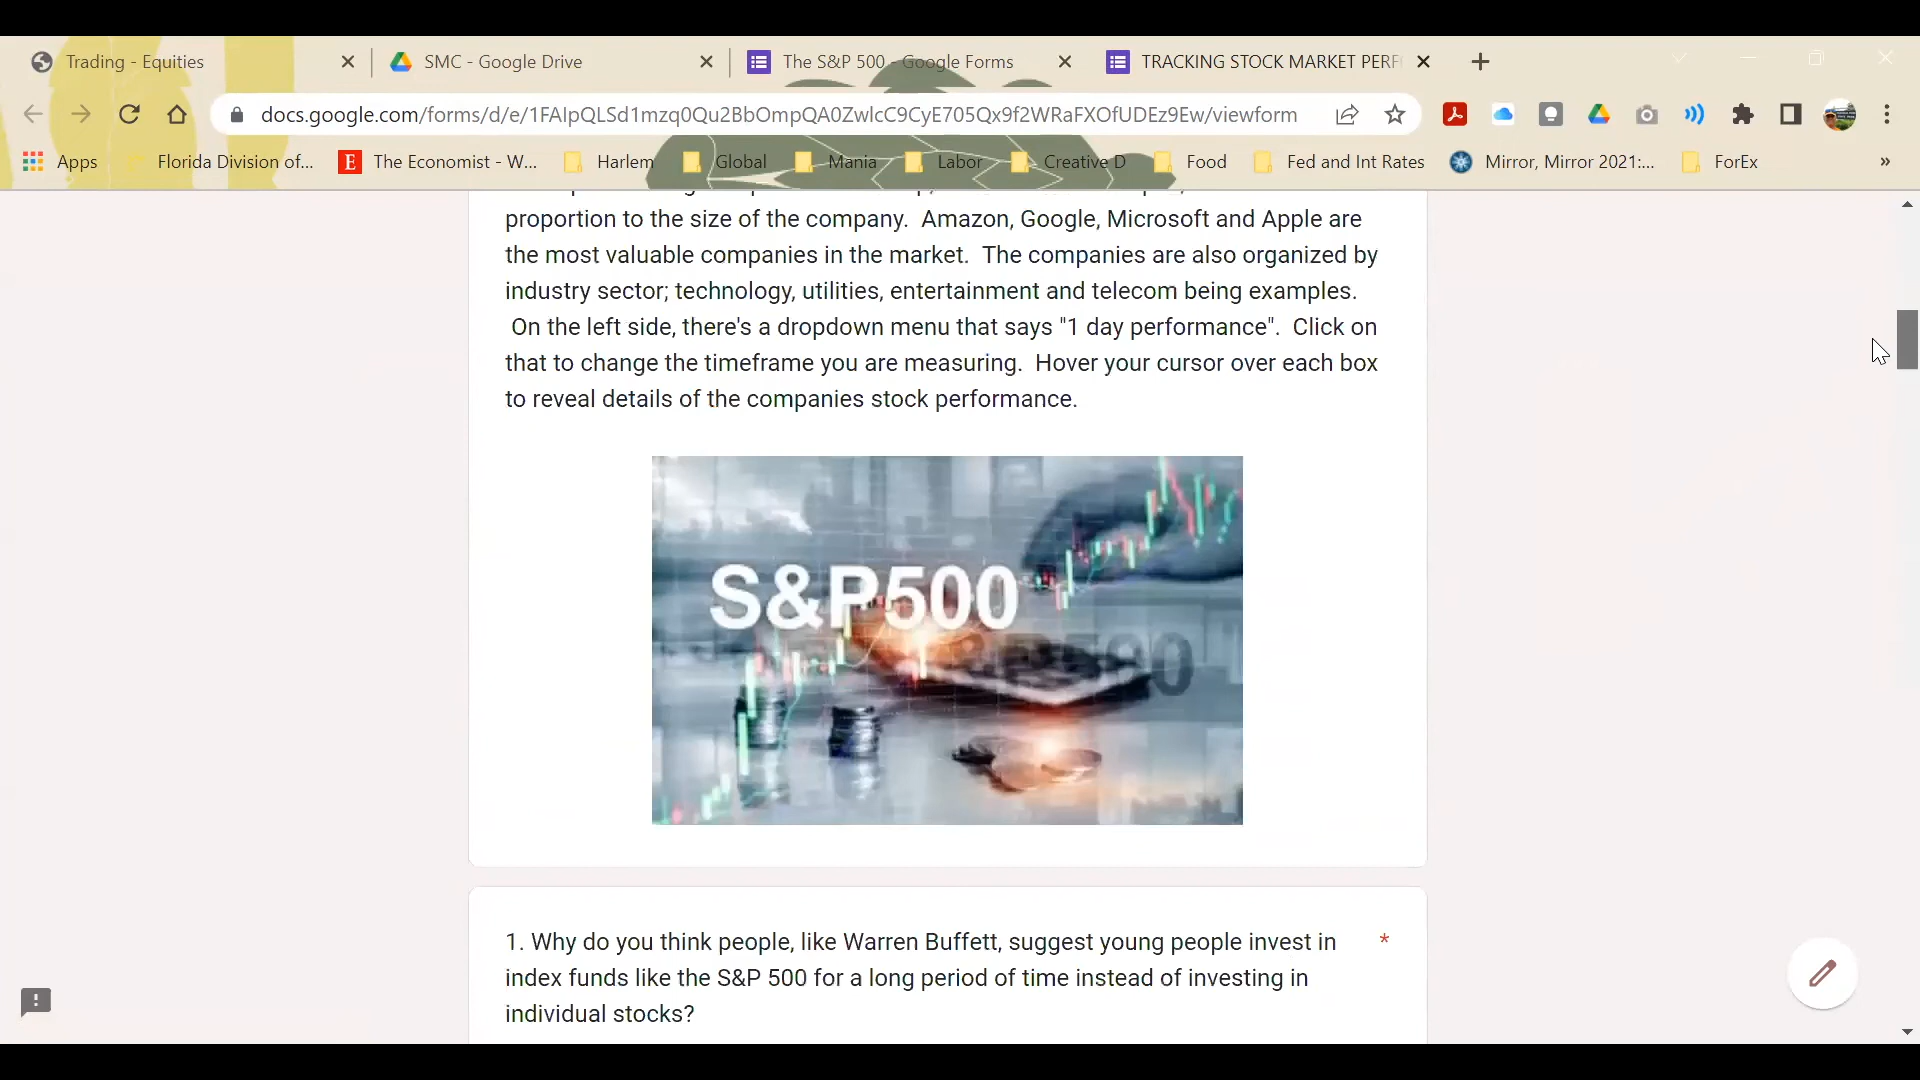 Trading - Equities
SMC - Google Drive
The S&P 500 - Google Forms
TRACKING STOCK MARKET PERF
docs.google.com/forms/d/e/1FAIpQLSd1mzq0Qu2BbOmpQA0ZwlcC9CyE705Qx9f2WRaFXOfUDEz9Ew/viewform
Apps
Florida Division of...
The Economist - W...
Harlem
Global
Mania
Labor
Creative D
Food
Fed and Int Rates
Mirror, Mirror 2021:...
ForEx
proportion to the size of the company.  Amazon, Google, Microsoft and Apple are
the most valuable companies in the market.  The companies are also organized by
industry sector; technology, utilities, entertainment and telecom being examples.
On the left side, there's a dropdown menu that says "1 day performance".  Click on
that to change the timeframe you are measuring.  Hover your cursor over each box
to reveal details of the companies stock performance.
S&P500
1. Why do you think people, like Warren Buffett, suggest young people invest in *
index funds like the S&P 500 for a long period of time instead of investing in
individual stocks?